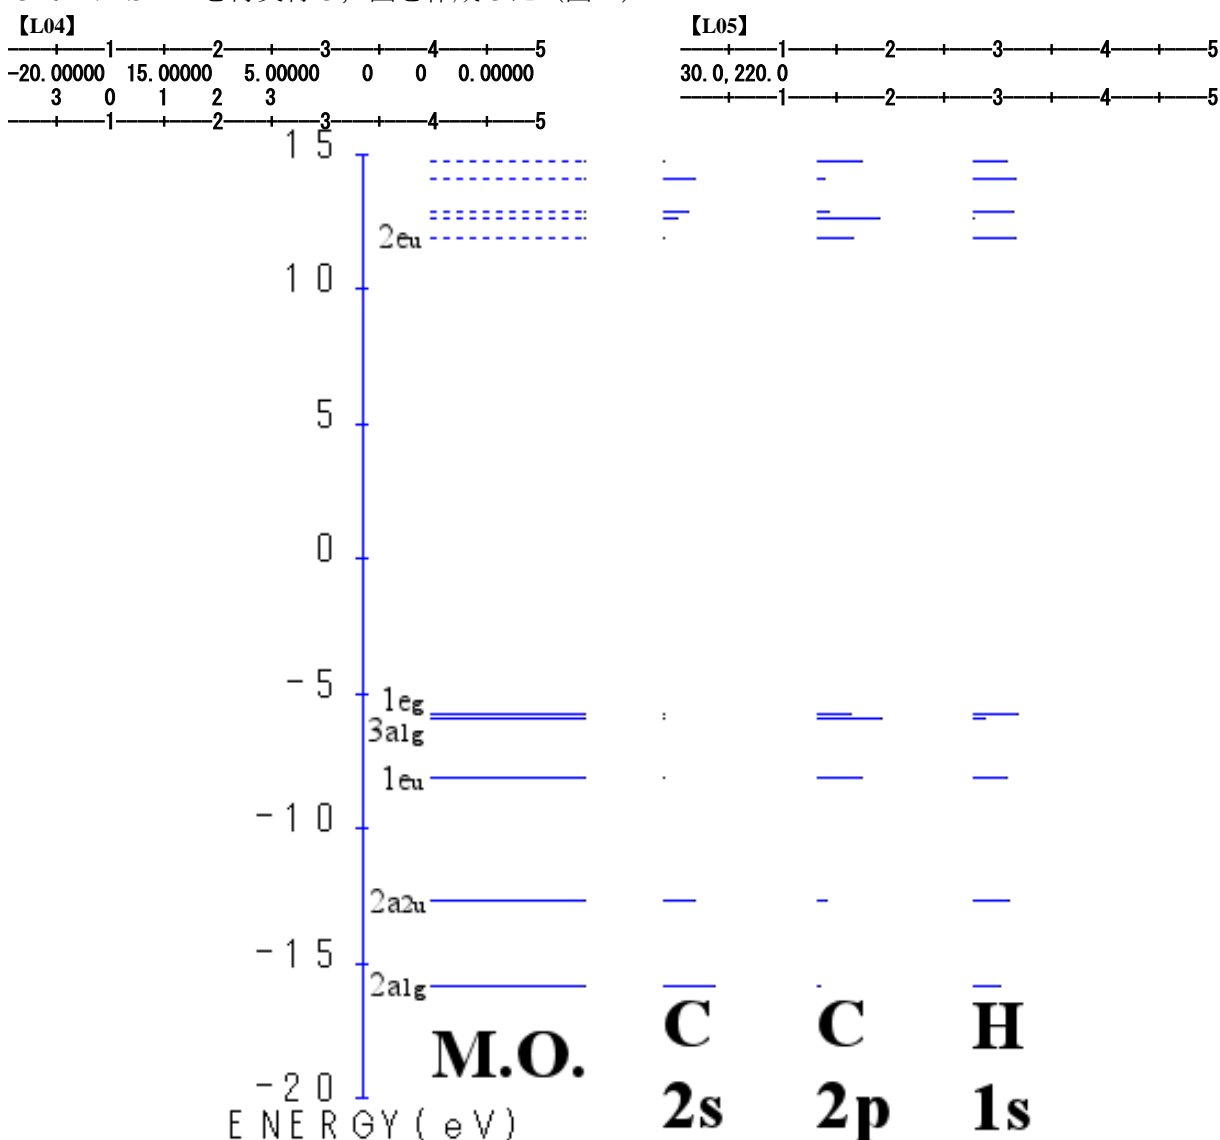 【L04】
----+----1----+----2----+----3----+----4----+----5
-20.00000 15.00000 5.00000 0 0 0.00000
3 0 1 2 3
----+----1----+----2----+----3----+----4----+----5
【L05】
----+----1----+----2----+----3----+----4----+----5
30.0,220.0
----+----1----+----2----+----3----+----4----+----5
15
2eu
10
5
0
-5
1eg
3a1g
1eu
-10
2a2u
-15
2a1g
-20
ENERGY(eV)
M.O.
C
2s
C
2p
H
1s